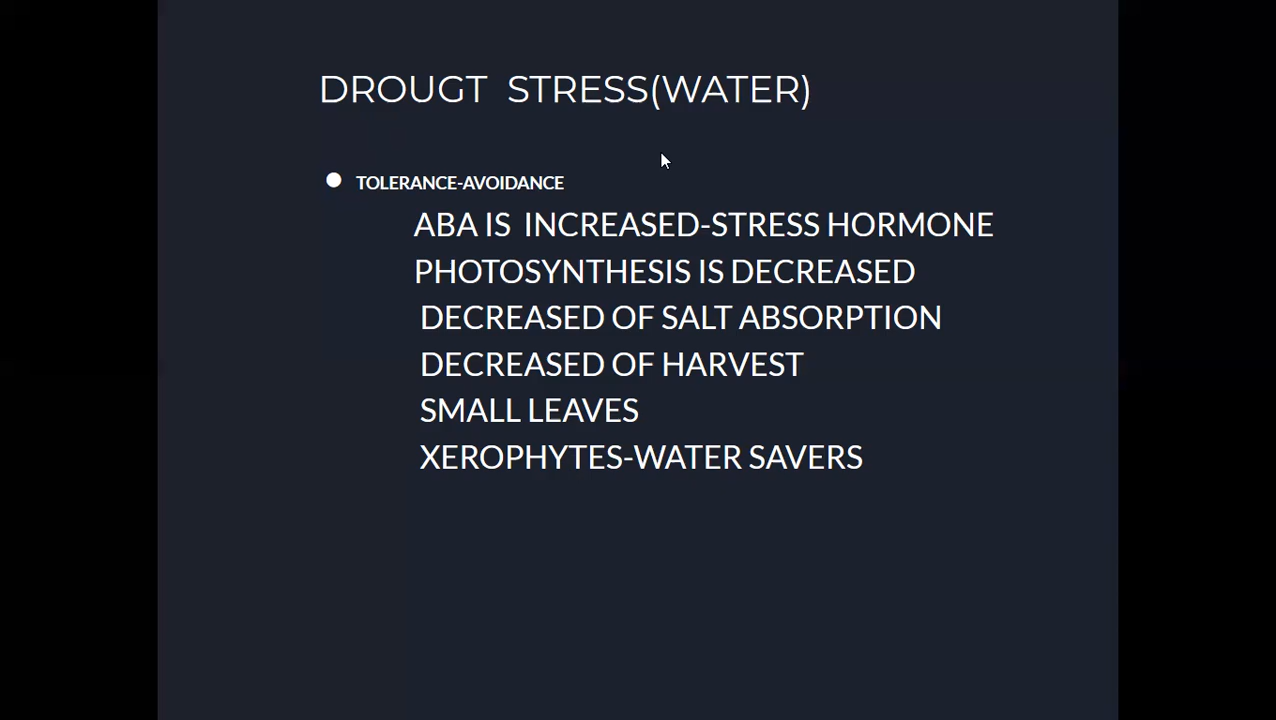 DROUGT STRESS(WATER)
TOLERANCE-AVOIDANCE
ABA IS INCREASED-STRESS HORMONE
PHOTOSYNTHESIS IS DECREASED
DECREASED OF SALT ABSORPTION
DECREASED OF HARVEST
SMALL LEAVES
XEROPHYTES-WATER SAVERS